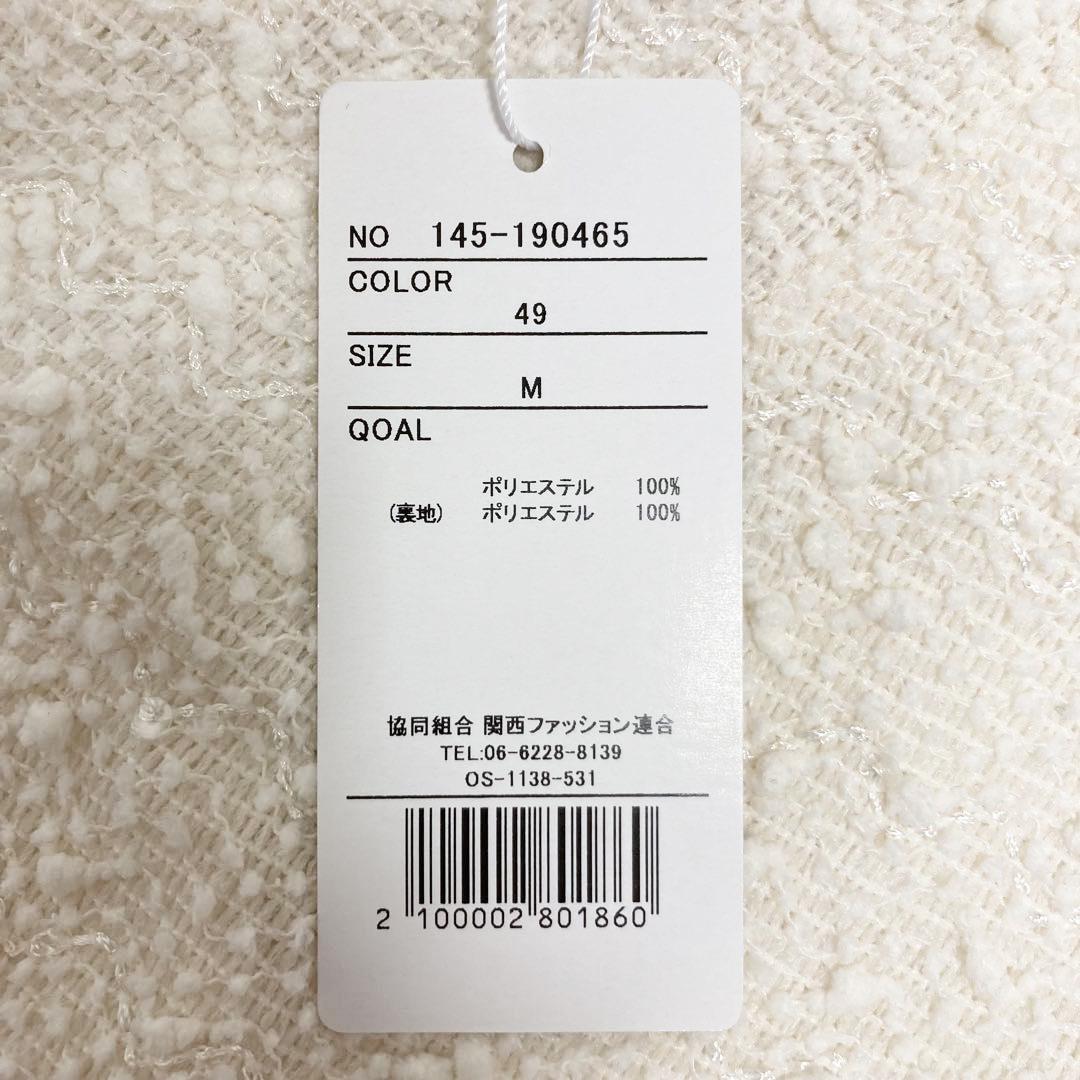 NO 145-190465
COLOR
49
SIZE
M
QOAL
ポリエステル 100%
(裏地) ポリエステル 100%
協同組合 関西ファッション連合
TEL:06-6228-8139
OS-1138-531
2 100002 801860